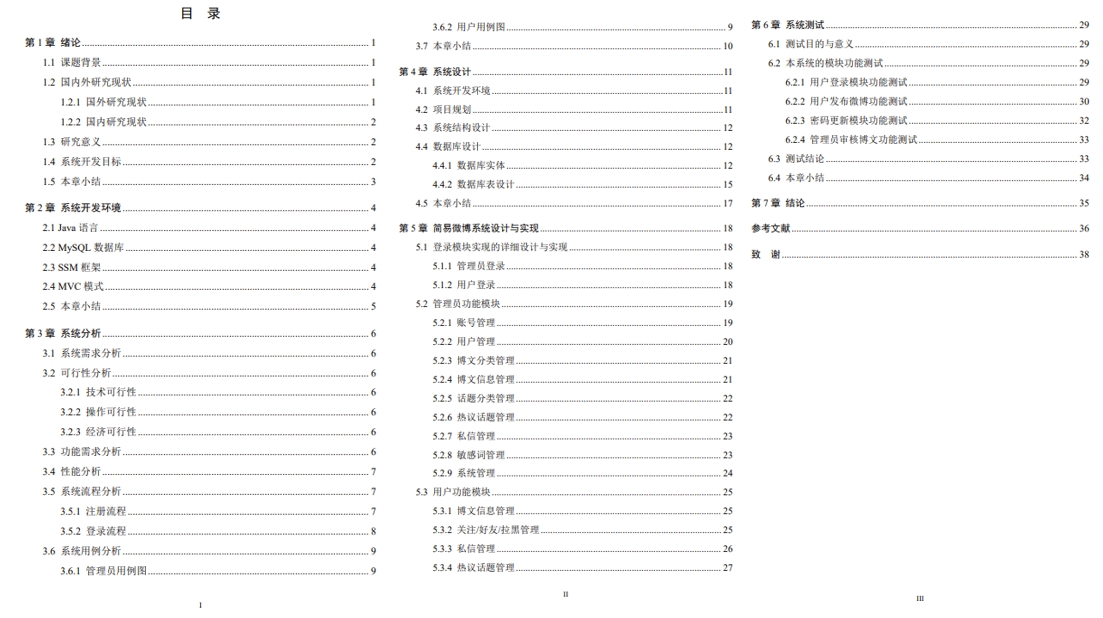 目 录
第 1 章 绪论 1
1.1 课题背景 1
1.2 国内外研究现状 1
1.2.1 国外研究现状 1
1.2.2 国内研究现状 2
1.3 研究意义 2
1.4 系统开发目标 2
1.5 本章小结 3
第 2 章 系统开发环境 4
2.1 Java 语言 4
2.2 MySQL 数据库 4
2.3 SSM 框架 4
2.4 MVC 模式 4
2.5 本章小结 5
第 3 章 系统分析 6
3.1 系统需求分析 6
3.2 可行性分析 6
3.2.1 技术可行性 6
3.2.2 操作可行性 6
3.2.3 经济可行性 6
3.3 功能需求分析 6
3.4 性能分析 7
3.5 系统流程分析 7
3.5.1 注册流程 7
3.5.2 登录流程 8
3.6 系统用例分析 9
3.6.1 管理员用例图 9
I
3.6.2 用户用例图 9
3.7 本章小结 10
第 4 章 系统设计 11
4.1 系统开发环境 11
4.2 项目规划 11
4.3 系统结构设计 12
4.4 数据库设计 12
4.4.1 数据库实体 12
4.4.2 数据库表设计 15
4.5 本章小结 17
第 5 章 简易微博系统设计与实现 18
5.1 登录模块实现的详细设计与实现 18
5.1.1 管理员登录 18
5.1.2 用户登录 18
5.2 管理员功能模块 19
5.2.1 账号管理 19
5.2.2 用户管理 20
5.2.3 博文分类管理 21
5.2.4 博文信息管理 21
5.2.5 话题分类管理 22
5.2.6 热议话题管理 22
5.2.7 私信管理 23
5.2.8 敏感词管理 23
5.2.9 系统管理 24
5.3 用户功能模块 25
5.3.1 博文信息管理 25
5.3.2 关注/好友/拉黑管理 25
5.3.3 私信管理 26
5.3.4 热议话题管理 27
II
第 6 章 系统测试 29
6.1 测试目的与意义 29
6.2 本系统的模块功能测试 29
6.2.1 用户登录模块功能测试 29
6.2.2 用户发布微博功能测试 30
6.2.3 密码更新模块功能测试 32
6.2.4 管理员审核博文功能测试 33
6.3 测试结论 33
6.4 本章小结 34
第 7 章 结论 35
参考文献 36
致 谢 38
III